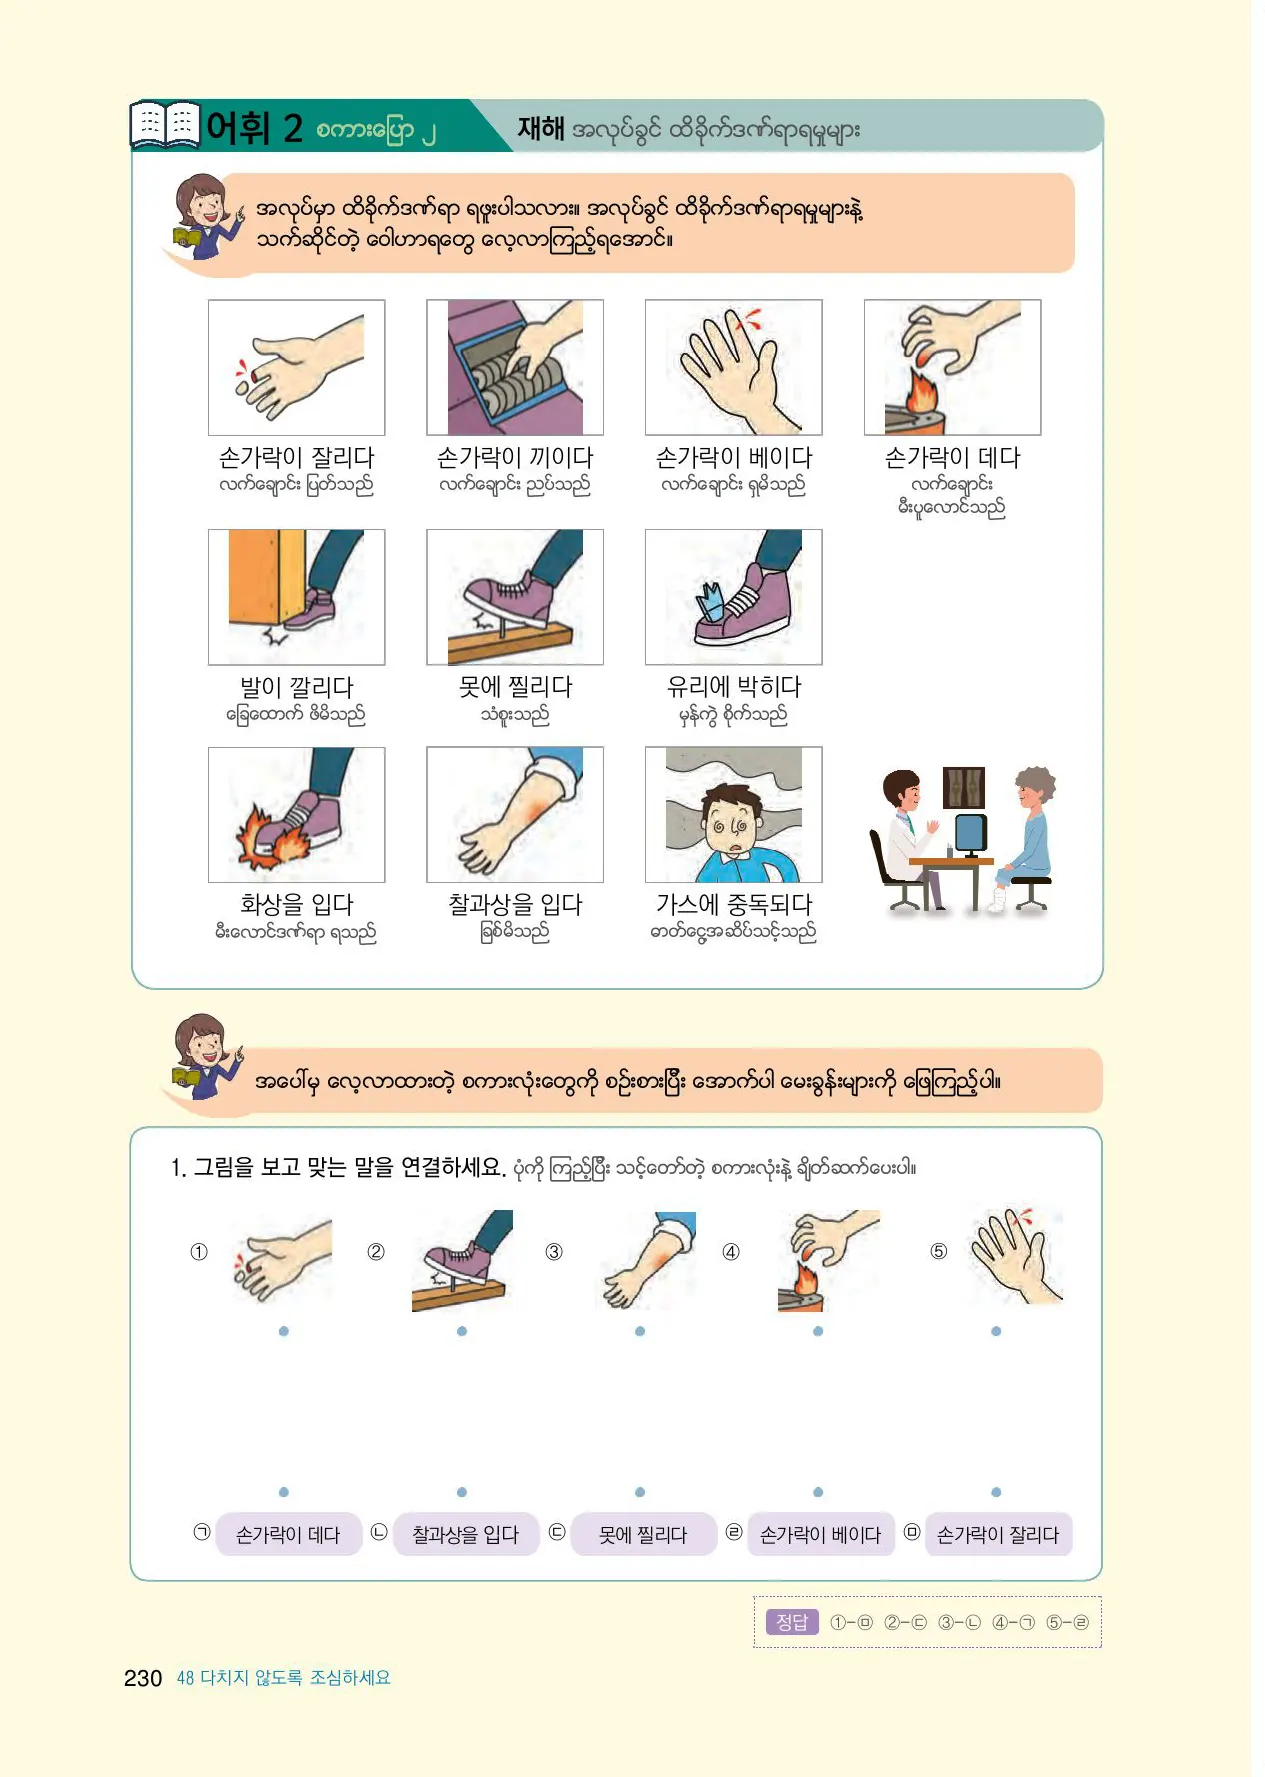 어휘 2 စကားပြော ၂
재해 အလုပ်ခွင် ထိခိုက်ဒဏ်ရာရမှုများ
အလုပ်မှာ ထိခိုက်ဒဏ်ရာ ရဖူးပါသလား။ အလုပ်ခွင် ထိခိုက်ဒဏ်ရာရမှုများနဲ့
သက်ဆိုင်တဲ့ ဝေါဟာရတွေ လေ့လာကြည့်ရအောင်။
손가락이 잘리다 손가락이 끼이다 손가락이 베이다 손가락이 데다
လက်ချောင်း ပြတ်သည် လက်ချောင်း ညပ်သည် လက်ချောင်း ရှမိသည် လက်ချောင်း
မီးပူလောင်သည်
발이 깔리다 못에 찔리다 유리에 박히다
ခြေထောက် ဖိမိသည် သံစူးသည် မှန်ကွဲ စိုက်သည်
화상을 입다 찰과상을 입다 가스에 중독되다
မီးလောင်ဒဏ်ရာ ရသည် ခြစ်မိသည် ဓာတ်ငွေ့အဆိပ်သင့်သည်
အပေါ်မှ လေ့လာထားတဲ့ စကားလုံးတွေကို စဉ်းစားပြီး အောက်ပါ မေးခွန်းများကို ဖြေကြည့်ပါ။
1. 그림을 보고 맞는 말을 연결하세요. ပုံကို ကြည့်ပြီး သင့်တော်တဲ့ စကားလုံးနဲ့ ချိတ်ဆက်ပေးပါ။
① ② ③ ④ ⑤
㉠ 손가락이 데다 ㉡ 찰과상을 입다 ㉢ 못에 찔리다 ㉣ 손가락이 베이다 ㉤ 손가락이 잘리다
정답 ①-㉤ ②-㉢ ③-㉡ ④-㉠ ⑤-㉣
230 48 다치지 않도록 조심하세요